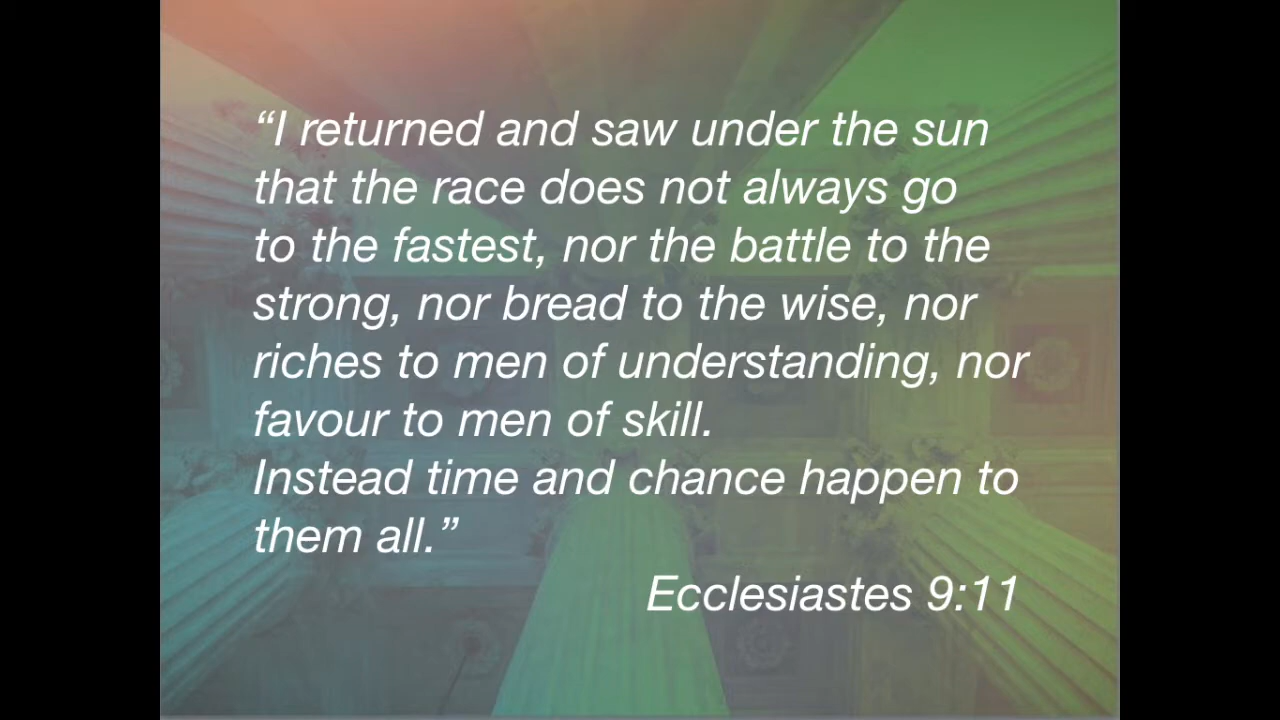 “I returned and saw under the sun
that the race does not always go
to the fastest, nor the battle to the
strong, nor bread to the wise, nor
riches to men of understanding, nor
favour to men of skill.
Instead time and chance happen to
them all.”
Ecclesiastes 9:11